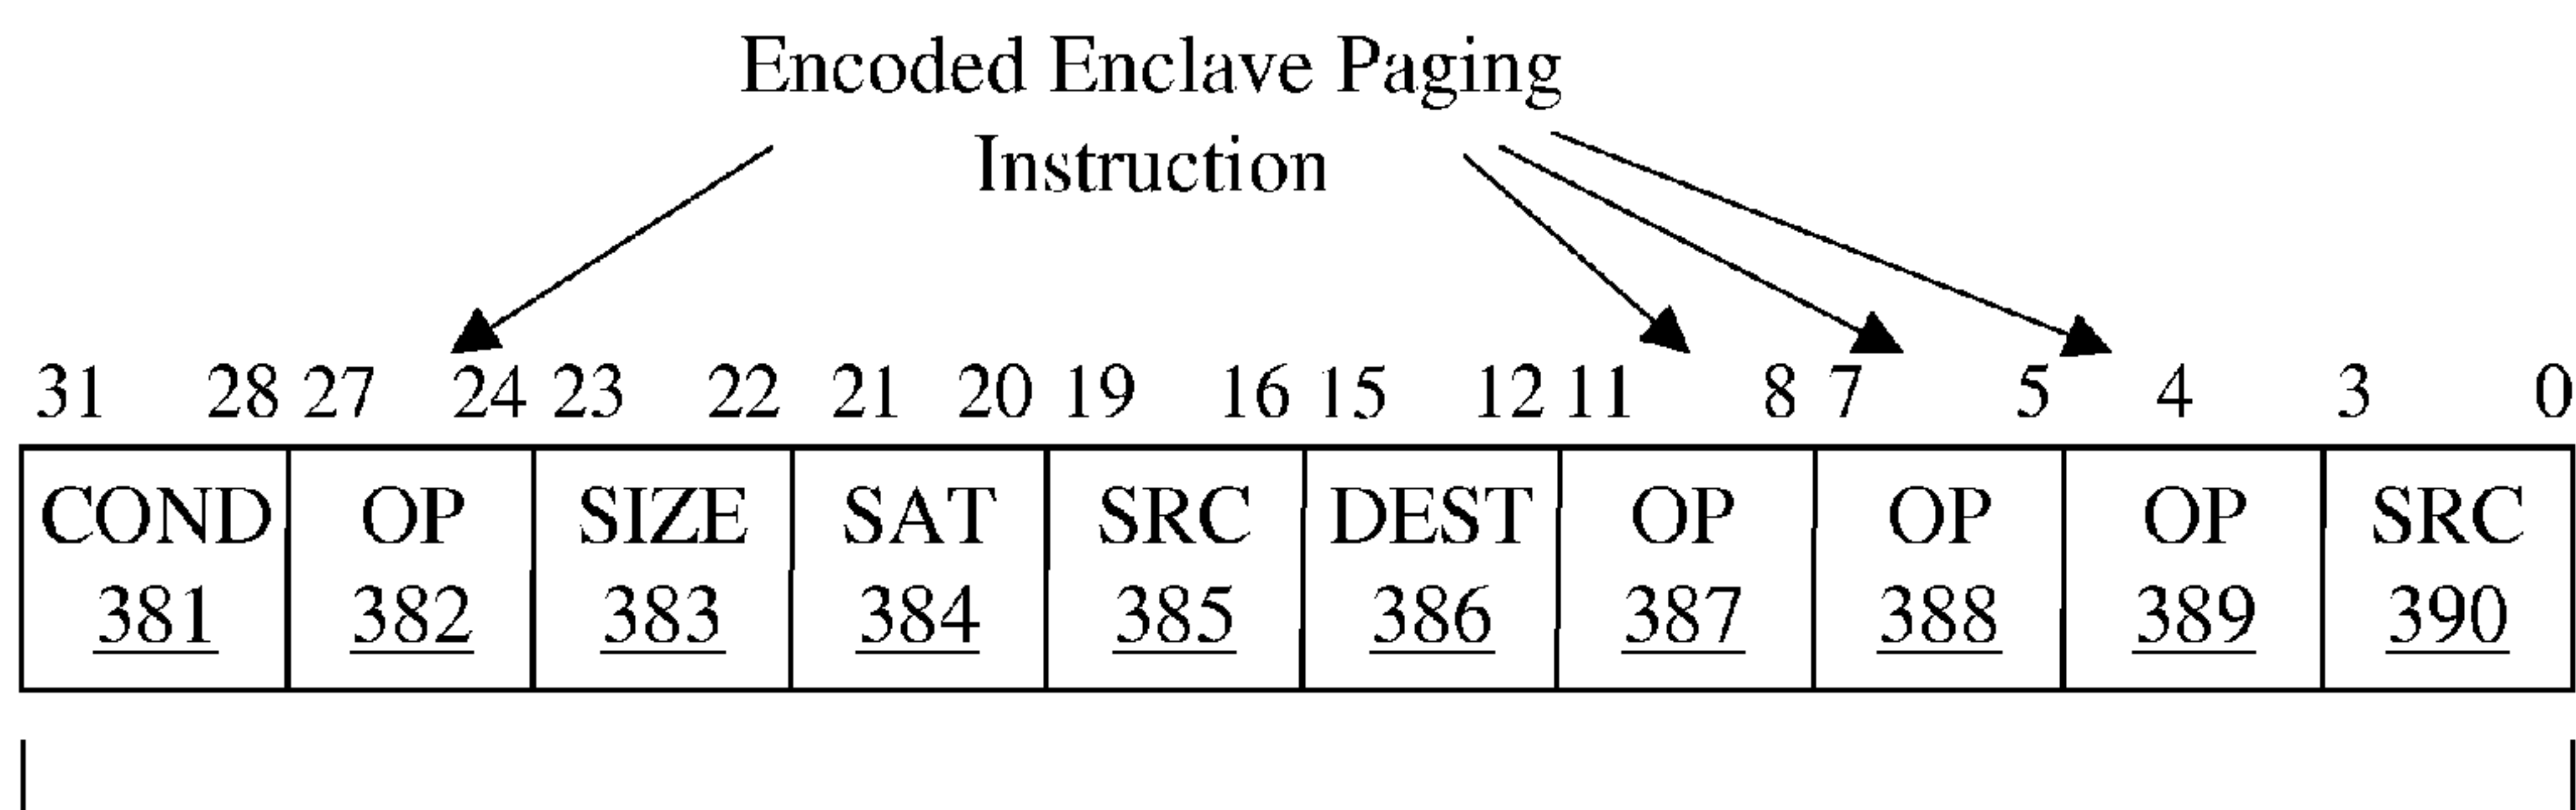 Encoded Enclave Paging
Instruction
31 28 27 24 23 22 21 20 19 16 15 12 11 8 7 5 4 3 0
COND OP SIZE SAT SRC DEST OP OP OP SRC
381 382 383 384 385 386 387 388 389 390